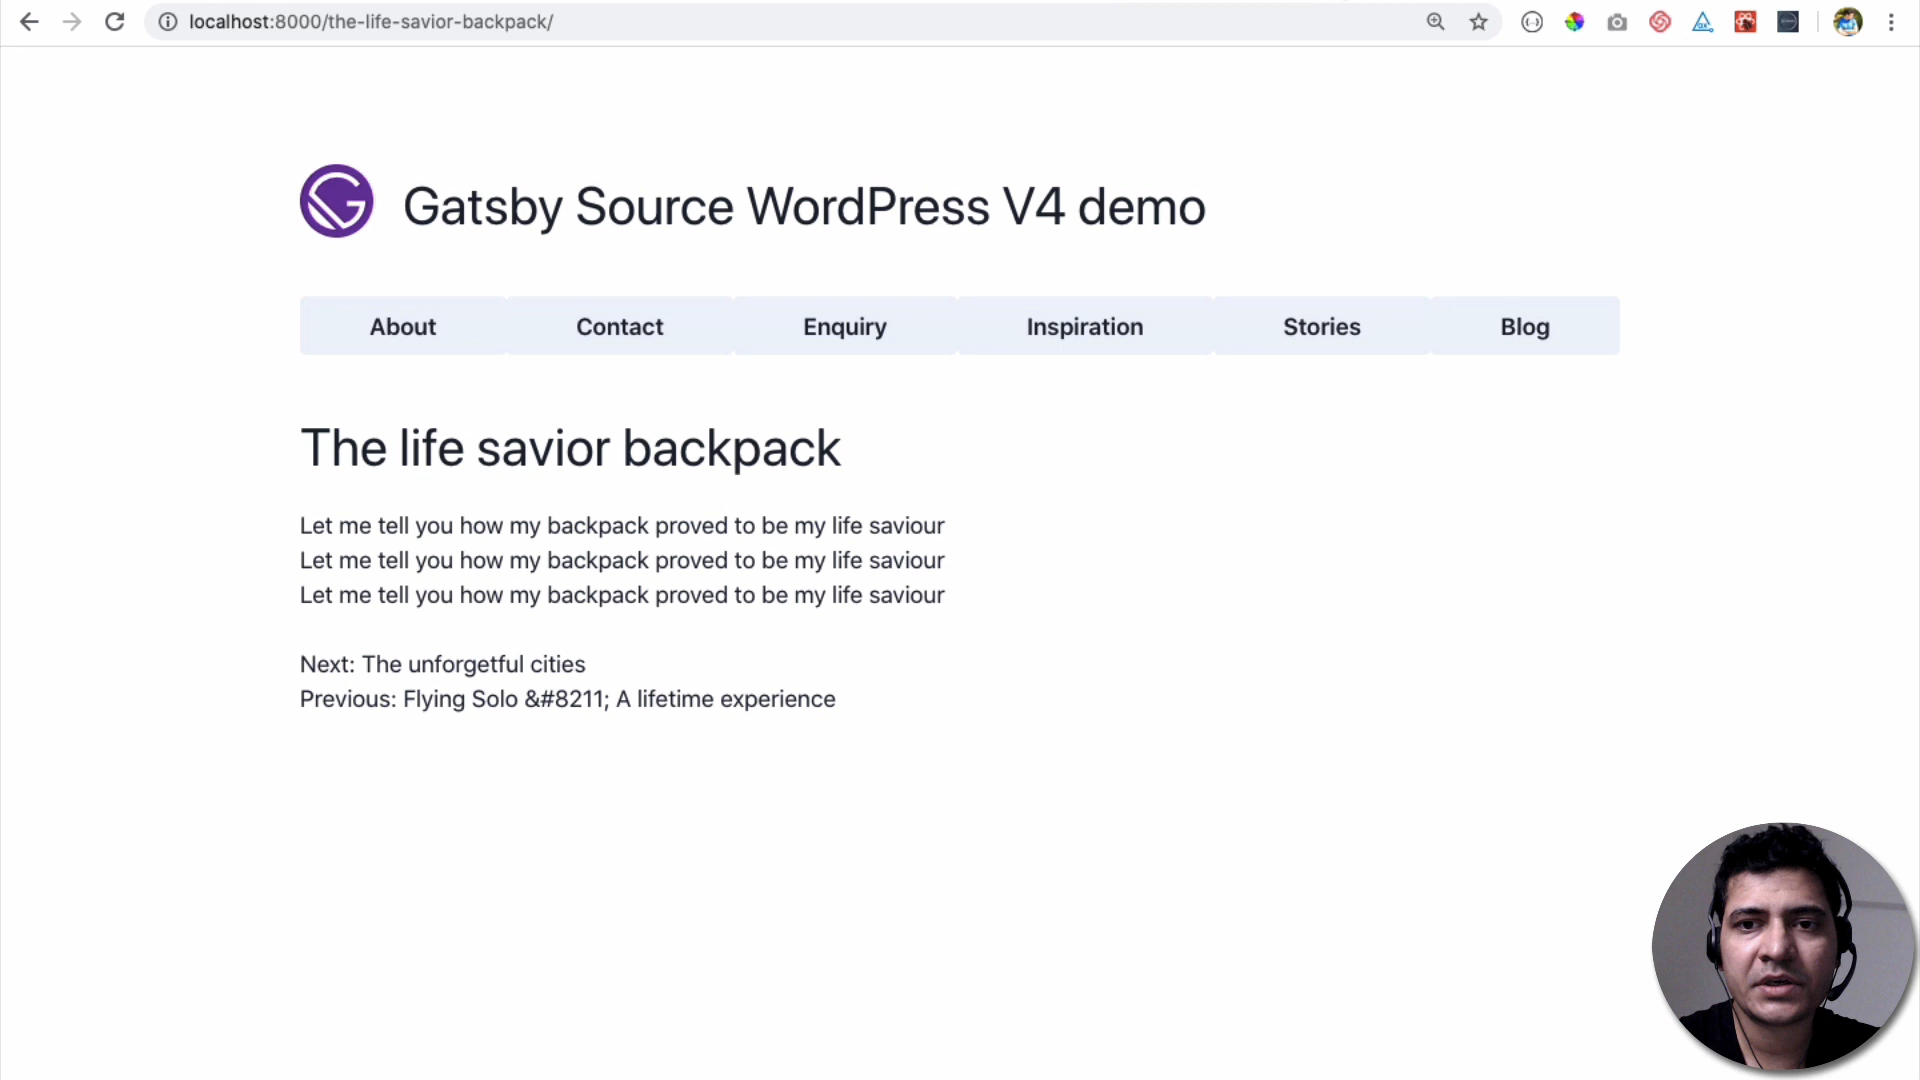 localhost:8000/the-life-savior-backpack/
Gatsby Source WordPress V4 demo
About Contact Enquiry Inspiration Stories Blog
The life savior backpack
Let me tell you how my backpack proved to be my life saviour
Let me tell you how my backpack proved to be my life saviour
Let me tell you how my backpack proved to be my life saviour
Next: The unforgetful cities
Previous: Flying Solo &#8211; A lifetime experience